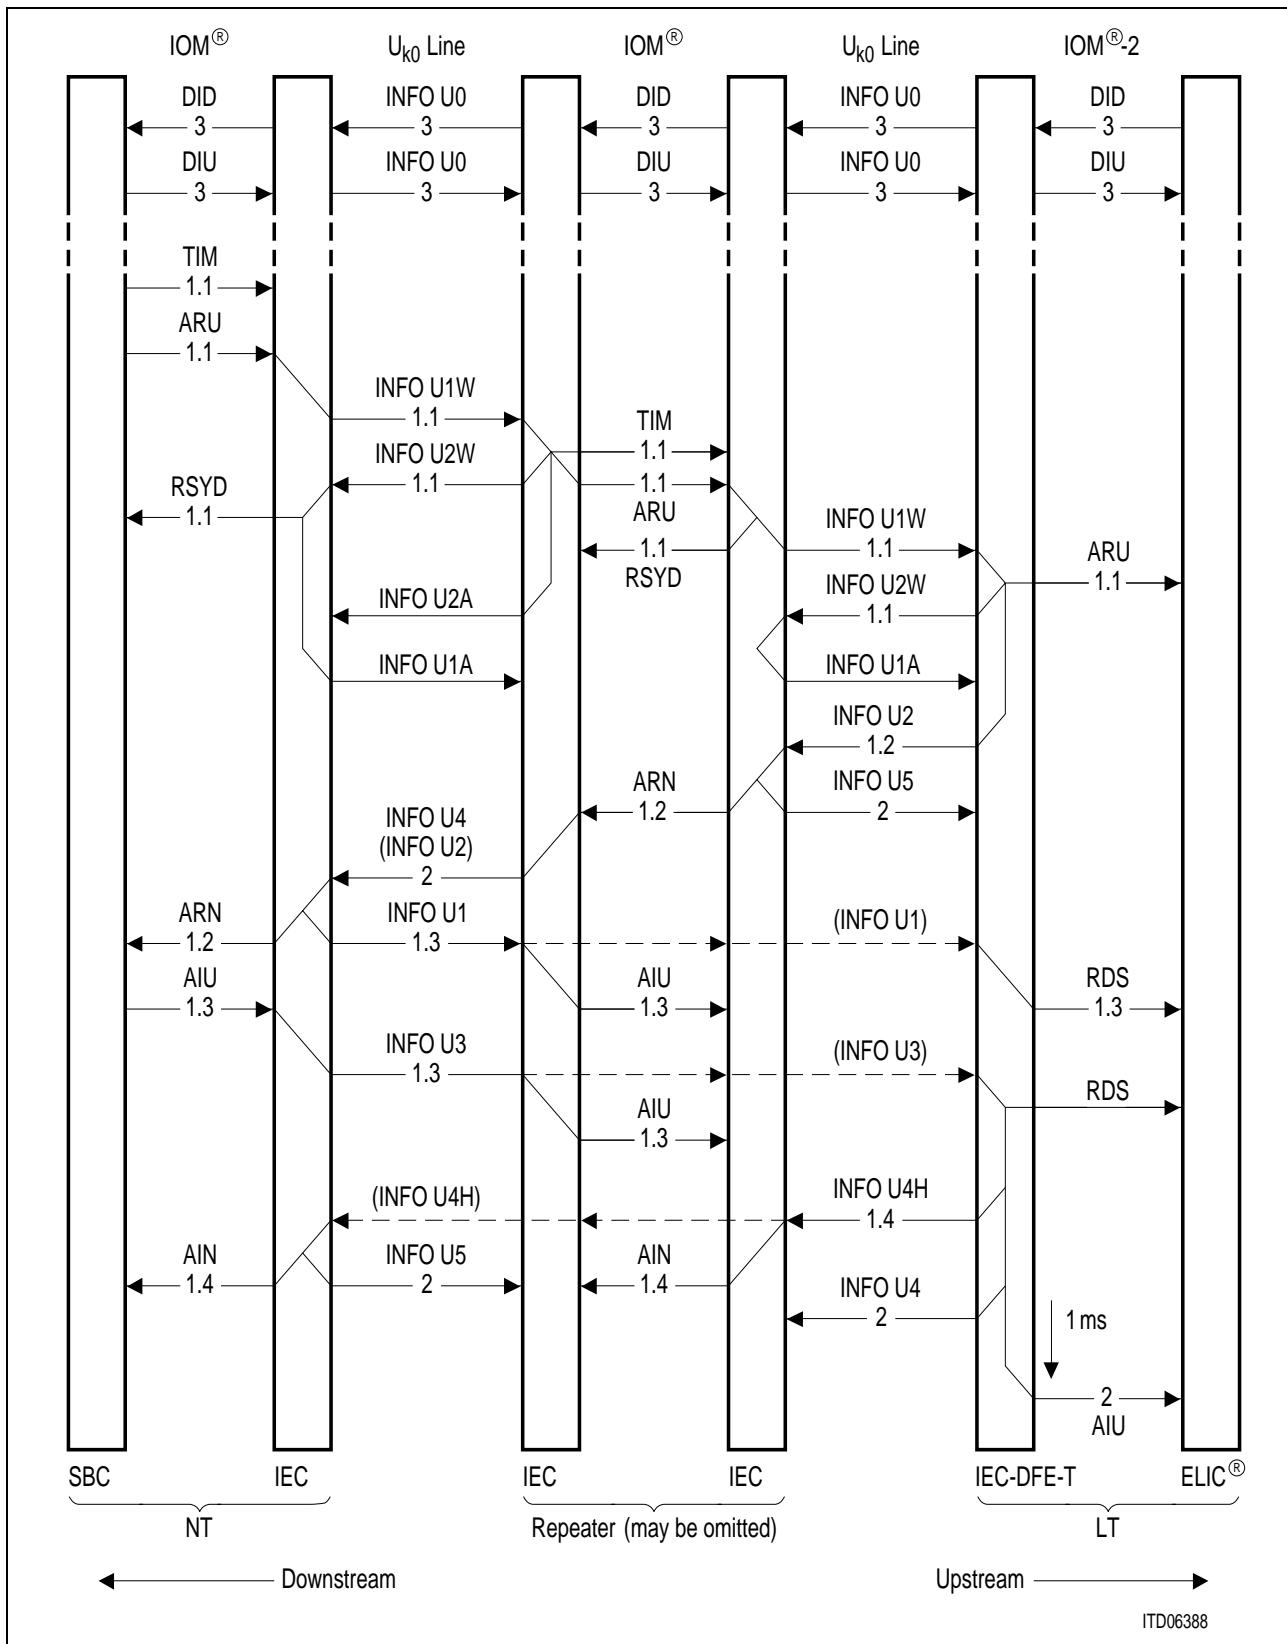 IOM® U_k0 Line IOM® U_k0 Line IOM®-2
DID INFO U0 DID INFO U0 DID
3 3 3 3 3
DIU INFO U0 DIU INFO U0 DIU
3 3 3 3 3
TIM
1.1
ARU
1.1
INFO U1W
1.1 TIM
INFO U2W 1.1
RSYD 1.1 1.1
1.1 ARU INFO U1W
1.1 1.1 ARU
RSYD INFO U2W 1.1
INFO U2A 1.1
INFO U1A INFO U1A
INFO U2
1.2
ARN INFO U5
INFO U4 1.2 2
(INFO U2)
2
ARN INFO U1 (INFO U1)
1.2 1.3
AIU AIU RDS
1.3 1.3 1.3
INFO U3 (INFO U3)
1.3 RDS
AIU
1.3
(INFO U4H) INFO U4H
1.4
AIN INFO U5 AIN INFO U4
1.4 2 1.4 2
1 ms
2
AIU
SBC IEC IEC IEC IEC-DFE-T ELIC®
NT Repeater (may be omitted) LT
Downstream Upstream
ITD06388